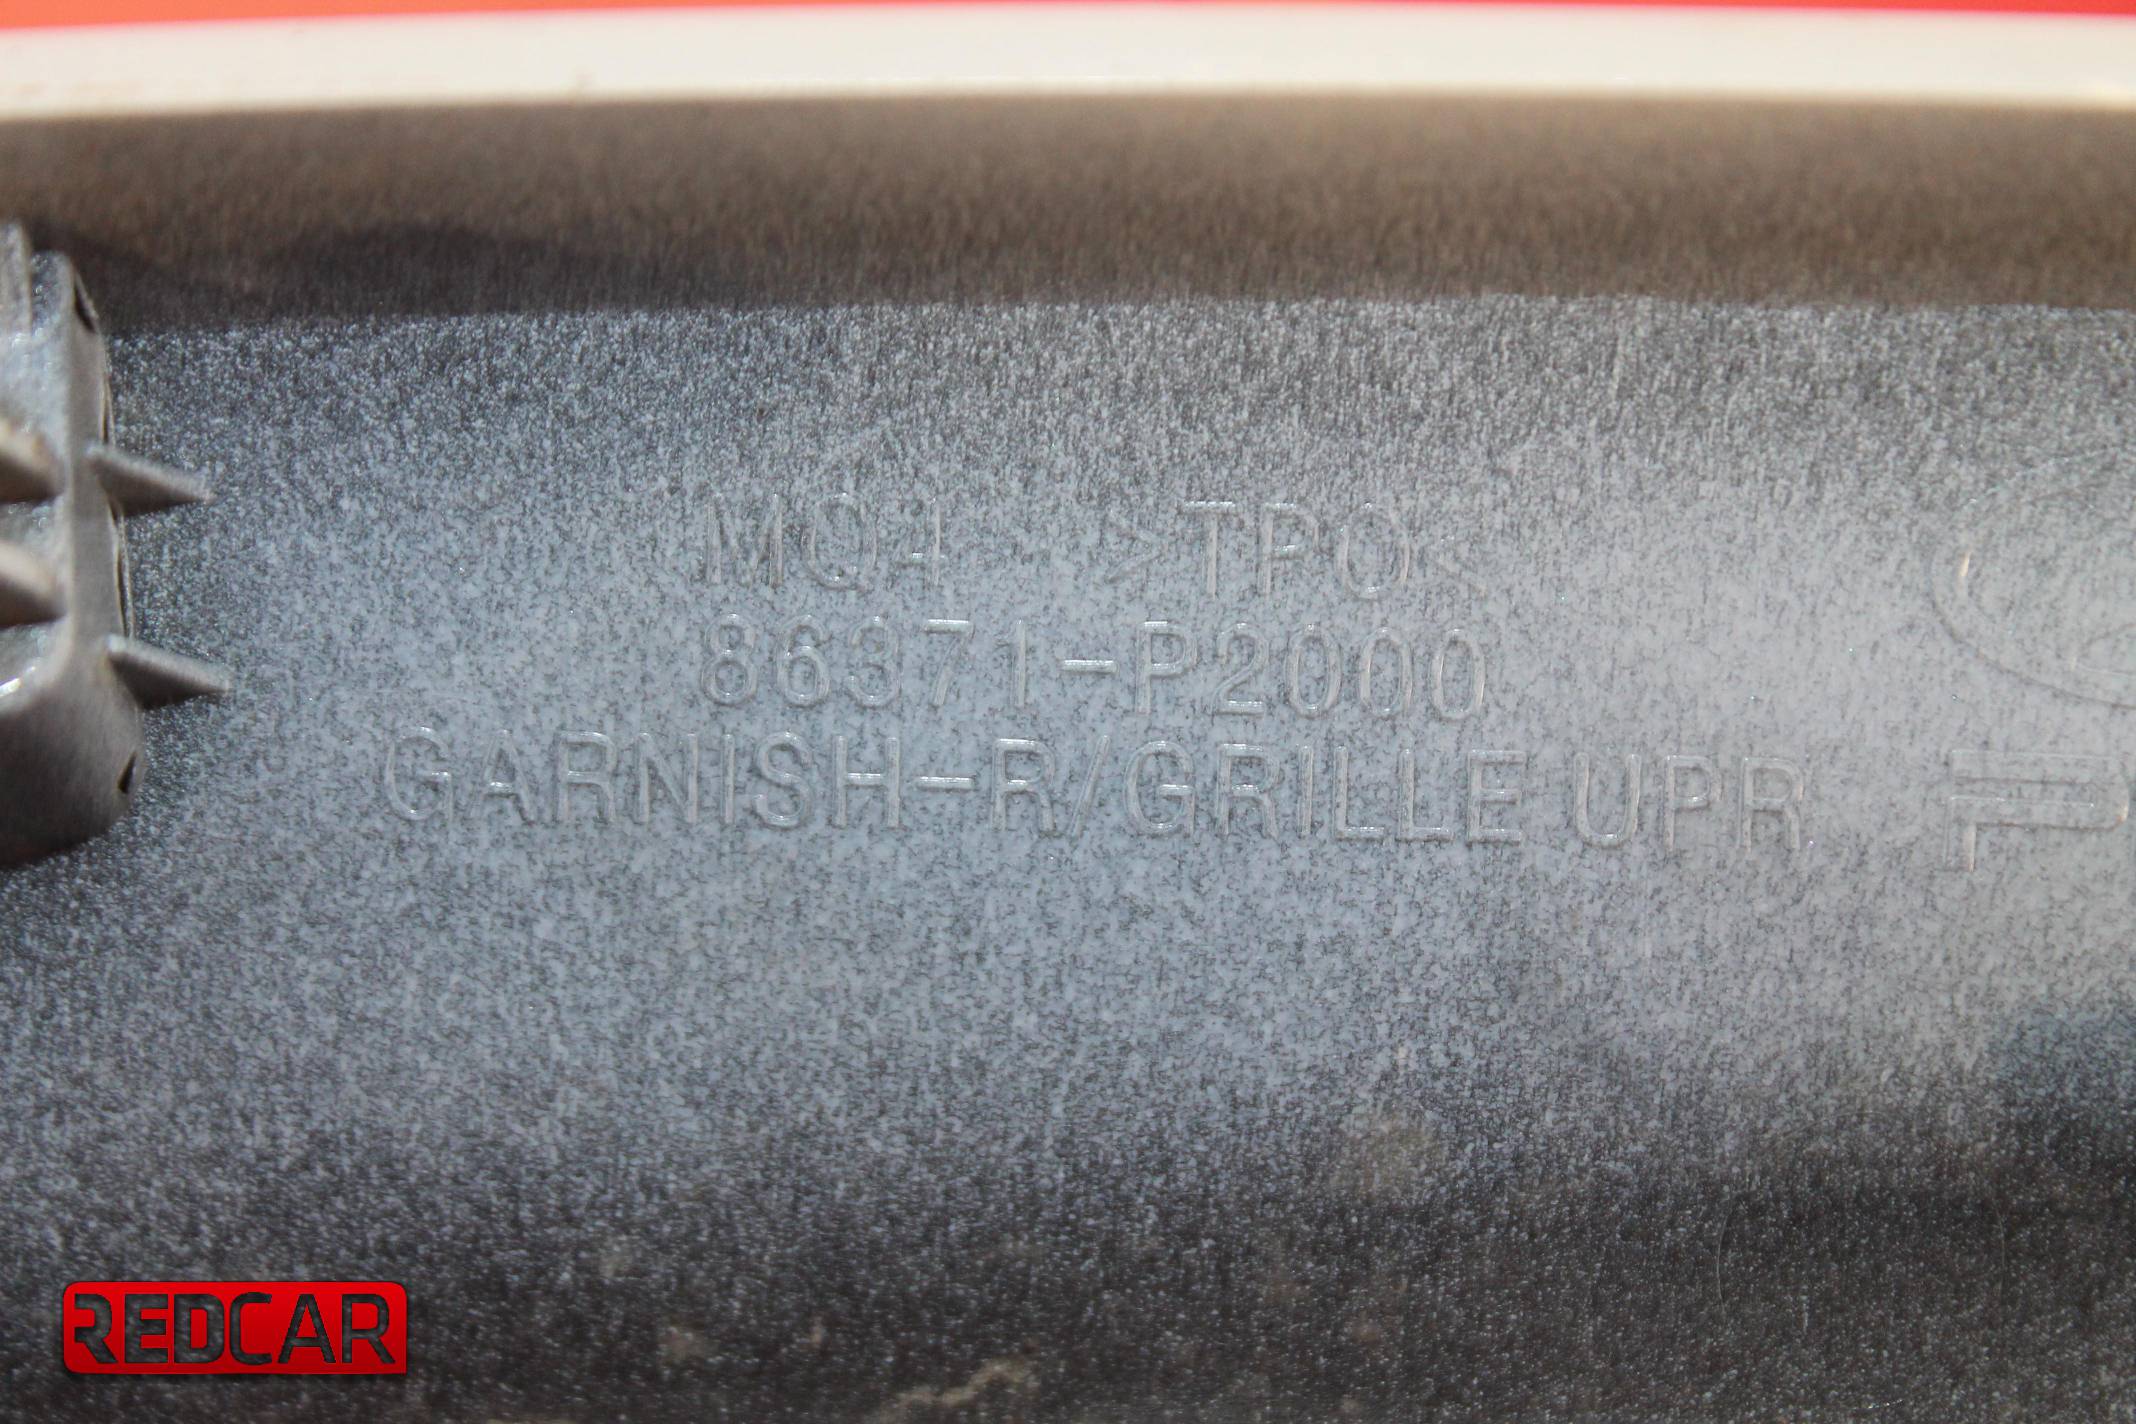 MQ4 >TPO<
86371-P2000
GARNISH-R/GRILLE UPR
REDCAR